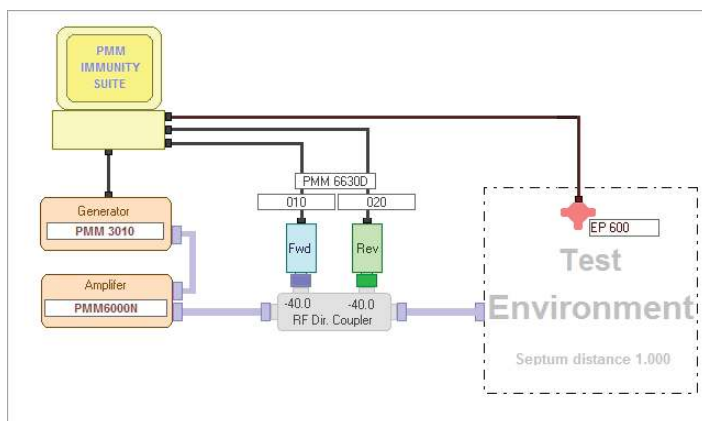 PMM
IMMUNITY
SUITE
PMM 6630D
010
020
Generator
PMM 3010
EP 600
Fwd
Rev
Test
Environment
Amplifer
PMM6000N
-40.0
-40.0
RF Dir. Coupler
Septum distance 1.000